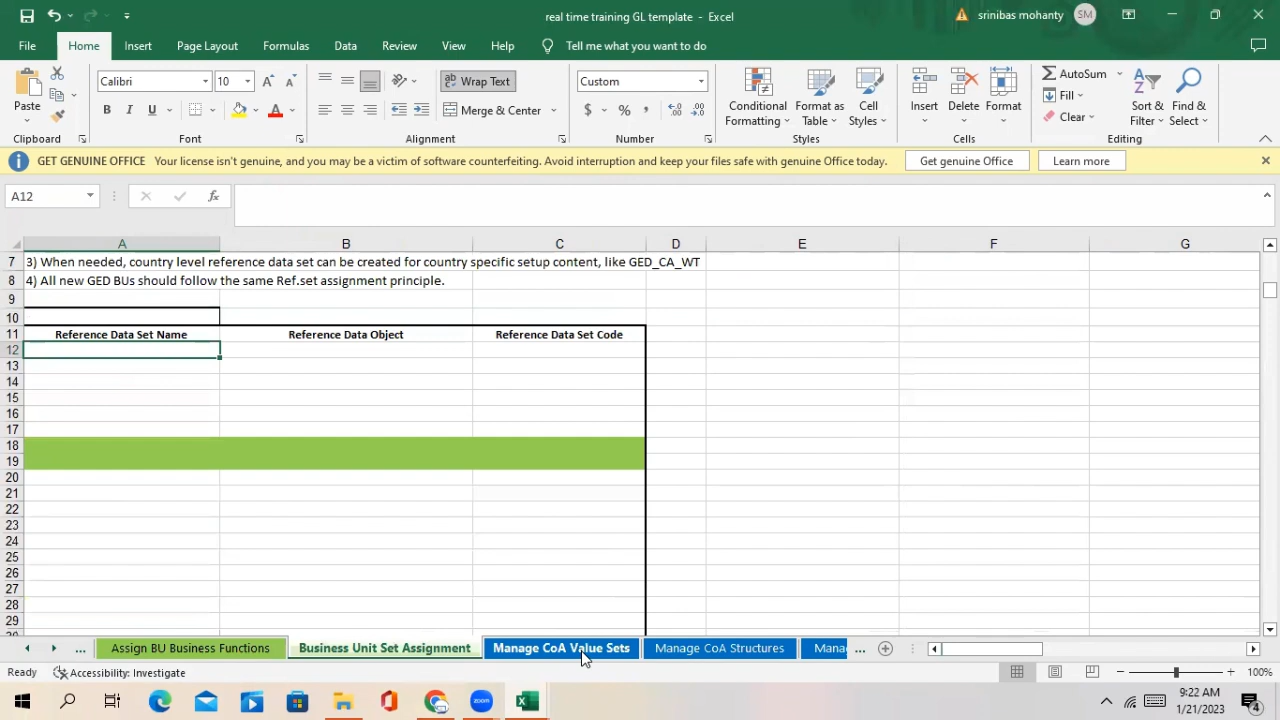 real time training GL template - Excel
srinibas mohanty
SM
File
Home
Insert
Page Layout
Formulas
Data
Review
View
Help
Tell me what you want to do
Paste
Calibri
10
B
I
U
Wrap Text
Merge & Center
Custom
$
%
Conditional Formatting
Format as Table
Cell Styles
Insert
Delete
Format
AutoSum
Fill
Clear
Sort & Filter
Find & Select
Clipboard
Font
Alignment
Number
Styles
Cells
Editing
GET GENUINE OFFICE Your license isn't genuine, and you may be a victim of software counterfeiting. Avoid interruption and keep your files safe with genuine Office today.
Get genuine Office
Learn more
A12
fx
A B C D E F G
7 3) When needed, country level reference data set can be created for country specific setup content, like GED_CA_WT
8 4) All new GED BUs should follow the same Ref.set assignment principle.
9
10
11 Reference Data Set Name Reference Data Object Reference Data Set Code
12
13
14
15
16
17
18
19
20
21
22
23
24
25
26
27
28
29
... Assign BU Business Functions Business Unit Set Assignment Manage CoA Value Sets Manage CoA Structures Mana ...
Ready
Accessibility: Investigate
100%
zoom
9:22 AM
1/21/2023
4